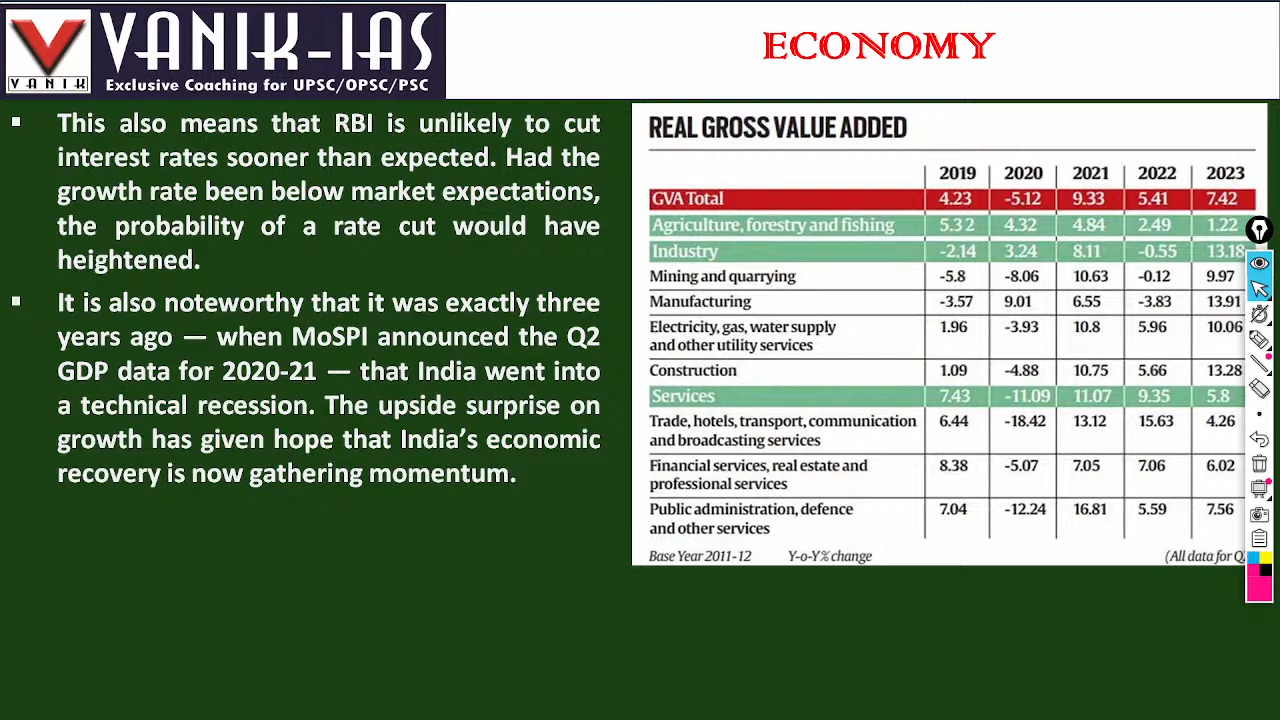 VANIK
VANIK-IAS
Exclusive Coaching for UPSC/OPSC/PSC
ECONOMY
▪ This also means that RBI is unlikely to cut
interest rates sooner than expected. Had the
growth rate been below market expectations,
the probability of a rate cut would have
heightened.
▪ It is also noteworthy that it was exactly three
years ago — when MoSPI announced the Q2
GDP data for 2020-21 — that India went into
a technical recession. The upside surprise on
growth has given hope that India's economic
recovery is now gathering momentum.
REAL GROSS VALUE ADDED
2019 2020 2021 2022 2023
GVA Total 4.23 -5.12 9.33 5.41 7.42
Agriculture, forestry and fishing 5.32 4.32 4.84 2.49 1.22
Industry -2.14 3.24 8.11 -0.55 13.18
Mining and quarrying -5.8 -8.06 10.63 -0.12 9.97
Manufacturing -3.57 9.01 6.55 -3.83 13.91
Electricity, gas, water supply 1.96 -3.93 10.8 5.96 10.06
and other utility services
Construction 1.09 -4.88 10.75 5.66 13.28
Services 7.43 -11.09 11.07 9.35 5.8
Trade, hotels, transport, communication 6.44 -18.42 13.12 15.63 4.26
and broadcasting services
Financial services, real estate and 8.38 -5.07 7.05 7.06 6.02
professional services
Public administration, defence 7.04 -12.24 16.81 5.59 7.56
and other services
Base Year 2011-12 Y-o-Y% change (All data for Q